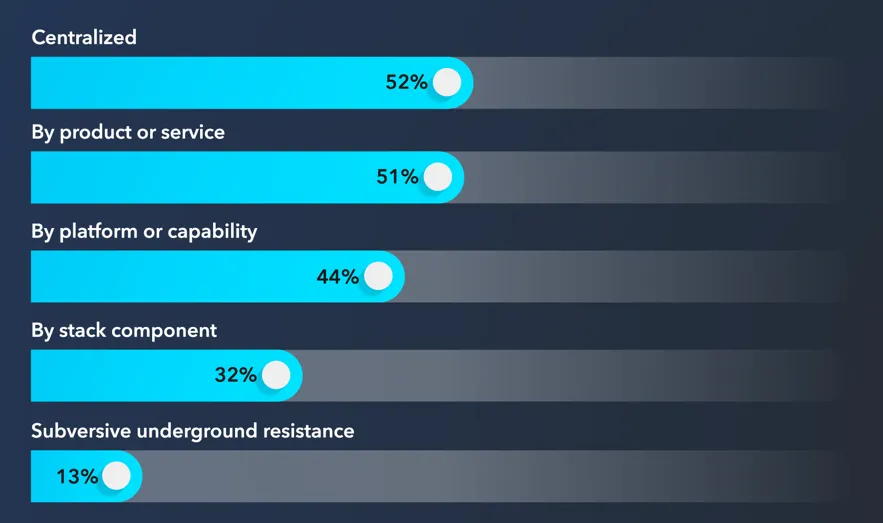 Centralized
52%
By product or service
51%
By platform or capability
44%
By stack component
32%
Subversive underground resistance
13%